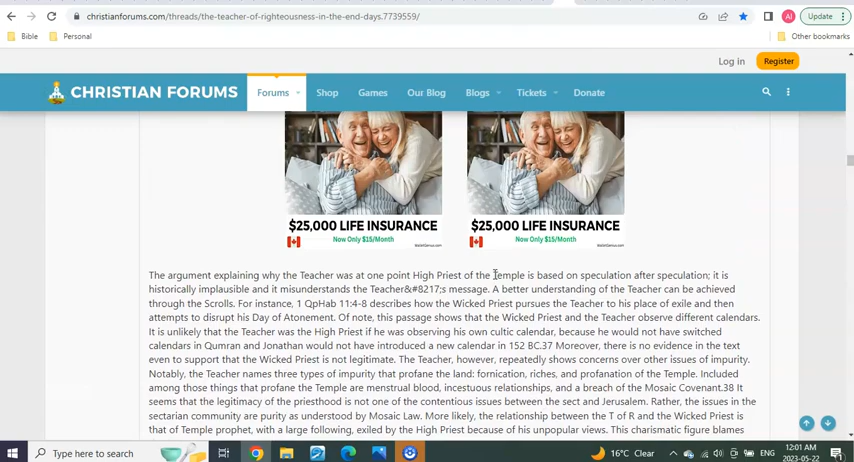 christianforums.com/threads/the-teacher-of-righteousness-in-the-end-days.7739559/
AI
Update
Bible
Personal
Other bookmarks
Log in
Register
CHRISTIAN FORUMS
Forums
Shop
Games
Our Blog
Blogs
Tickets
Donate
$25,000 LIFE INSURANCE
Now Only $15/Month
WalletGenius.com
$25,000 LIFE INSURANCE
Now Only $15/Month
WalletGenius.com
The argument explaining why the Teacher was at one point High Priest of the Temple is based on speculation after speculation; it is
historically implausible and it misunderstands the Teacher&#8217;s message. A better understanding of the Teacher can be achieved
through the Scrolls. For instance, 1 QpHab 11:4-8 describes how the Wicked Priest pursues the Teacher to his place of exile and then
attempts to disrupt his Day of Atonement. Of note, this passage shows that the Wicked Priest and the Teacher observe different calendars.
It is unlikely that the Teacher was the High Priest if he was observing his own cultic calendar, because he would not have switched
calendars in Qumran and Jonathan would not have introduced a new calendar in 152 BC.37 Moreover, there is no evidence in the text
even to support that the Wicked Priest is not legitimate. The Teacher, however, repeatedly shows concerns over other issues of impurity.
Notably, the Teacher names three types of impurity that profane the land: fornication, riches, and profanation of the Temple. Included
among those things that profane the Temple are menstrual blood, incestuous relationships, and a breach of the Mosaic Covenant.38 It
seems that the legitimacy of the priesthood is not one of the contentious issues between the sect and Jerusalem. Rather, the issues in the
sectarian community are purity as understood by Mosaic Law. More likely, the relationship between the T of R and the Wicked Priest is
that of Temple prophet, with a large following, exiled by the High Priest because of his unpopular views. This charismatic figure blames
Type here to search
16°C Clear
ENG
12:01 AM
2023-05-22